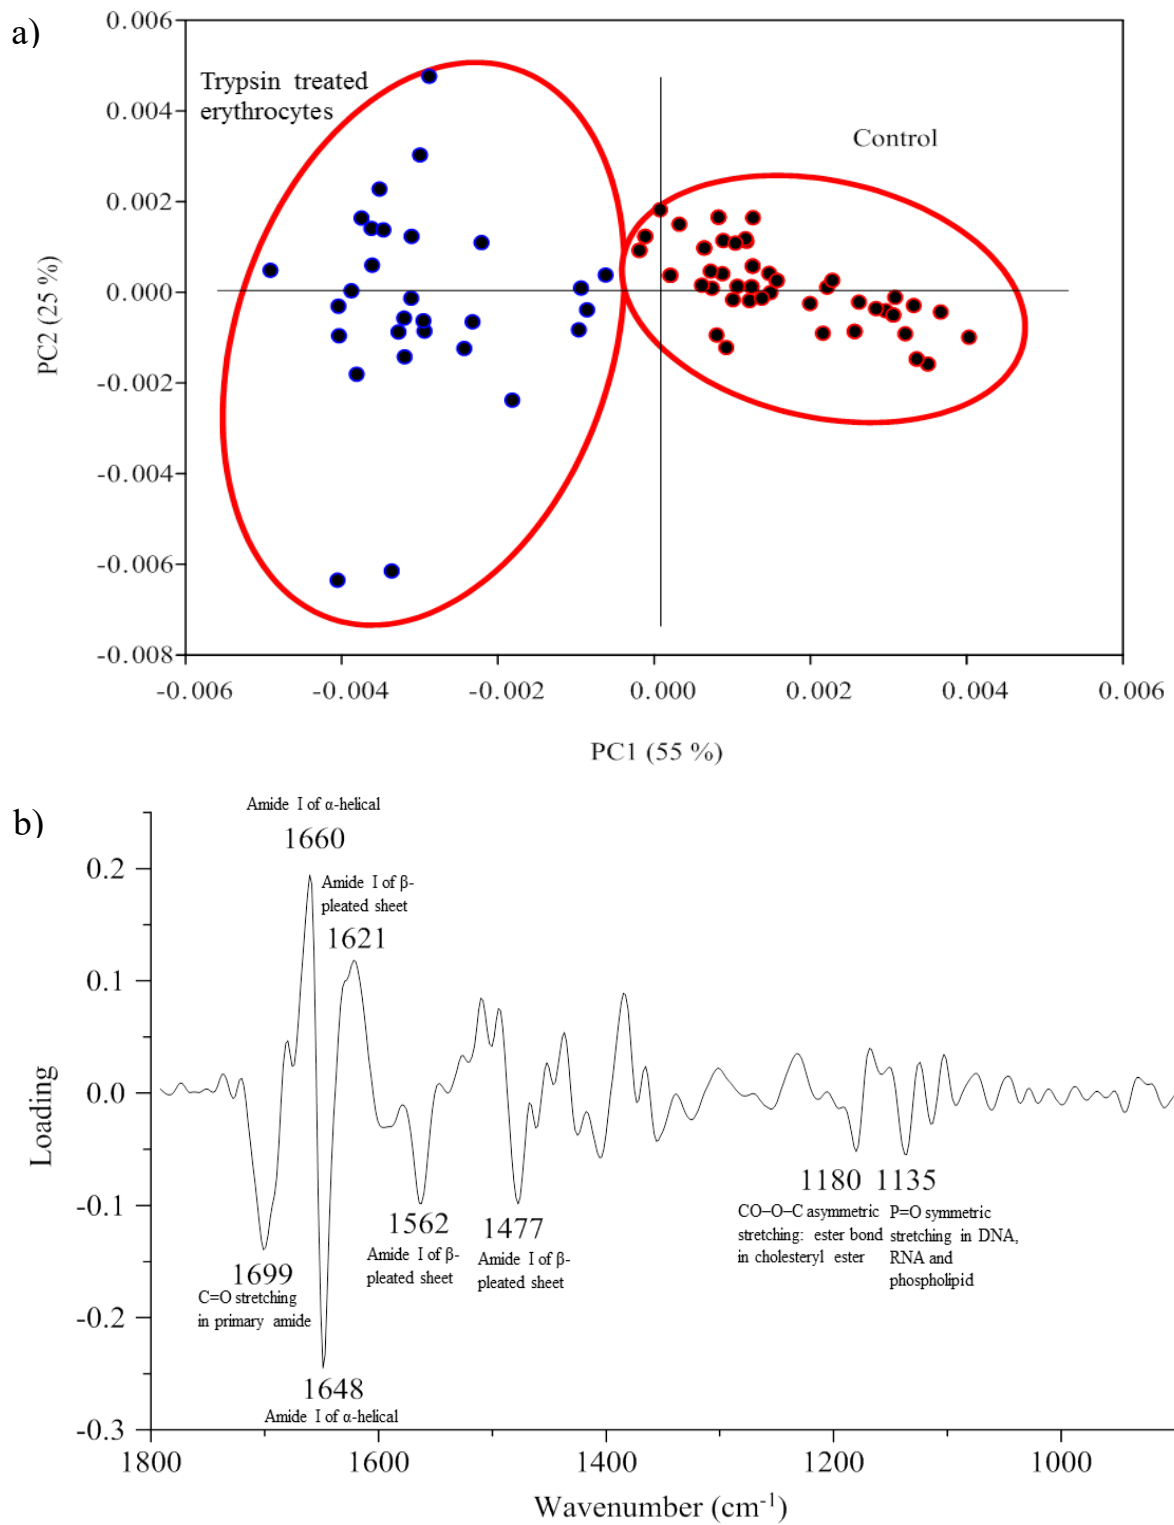 a)
0.006
Trypsin treated
erythrocytes
0.004
Control
0.002
0.000
-0.002
-0.004
-0.006
-0.008
PC2 (25 %)
-0.006 -0.004 -0.002 0.000 0.002 0.004 0.006
PC1 (55 %)
b)
Amide I of α-helical
1660
Amide I of β-
pleated sheet
1621
0.2
0.1
0.0
-0.1
-0.2
-0.3
Loading
1699
C=O stretching
in primary amide
1648
Amide I of α-helical
1562
Amide I of β-
pleated sheet
1477
Amide I of β-
pleated sheet
1180
CO–O–C asymmetric
stretching: ester bond
in cholesteryl ester
1135
P=O symmetric
stretching in DNA,
RNA and
phospholipid
1800 1600 1400 1200 1000
Wavenumber (cm⁻¹)